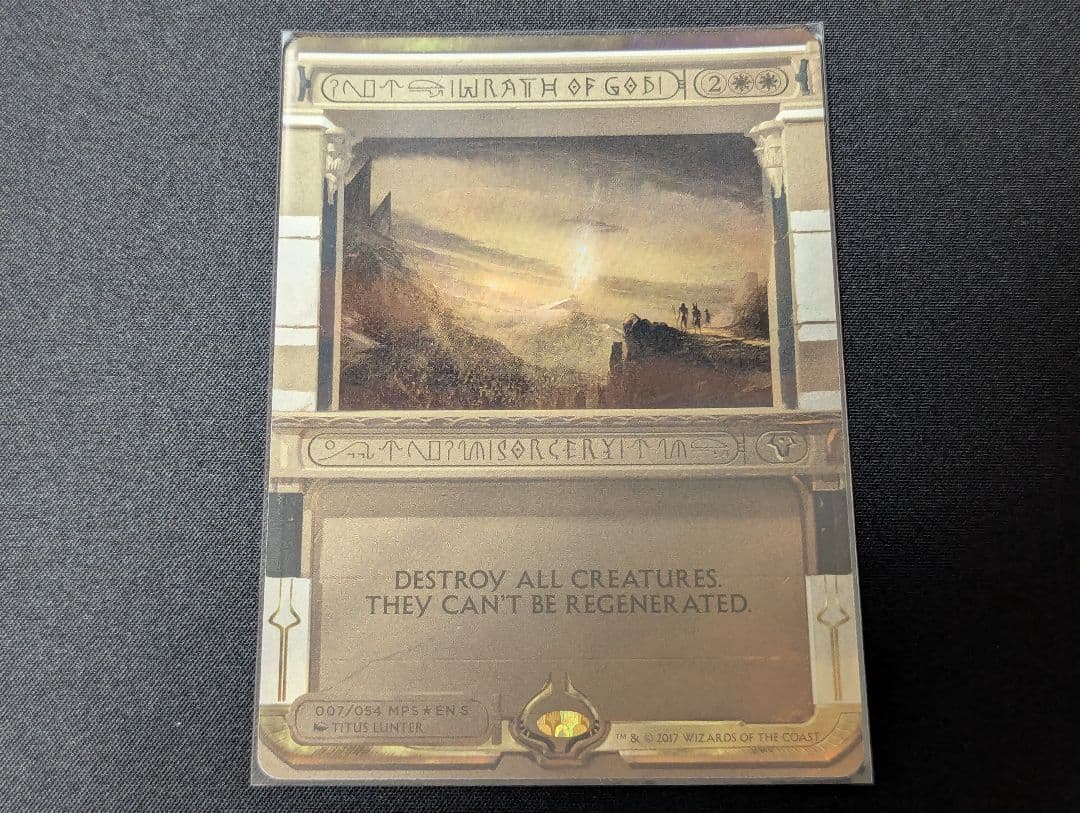 WRATH OF GOD 2
SORCERY
DESTROY ALL CREATURES.
THEY CAN'T BE REGENERATED.
007/054 MPS★EN S
TITUS LUNTER
™ & © 2017 WIZARDS OF THE COAST